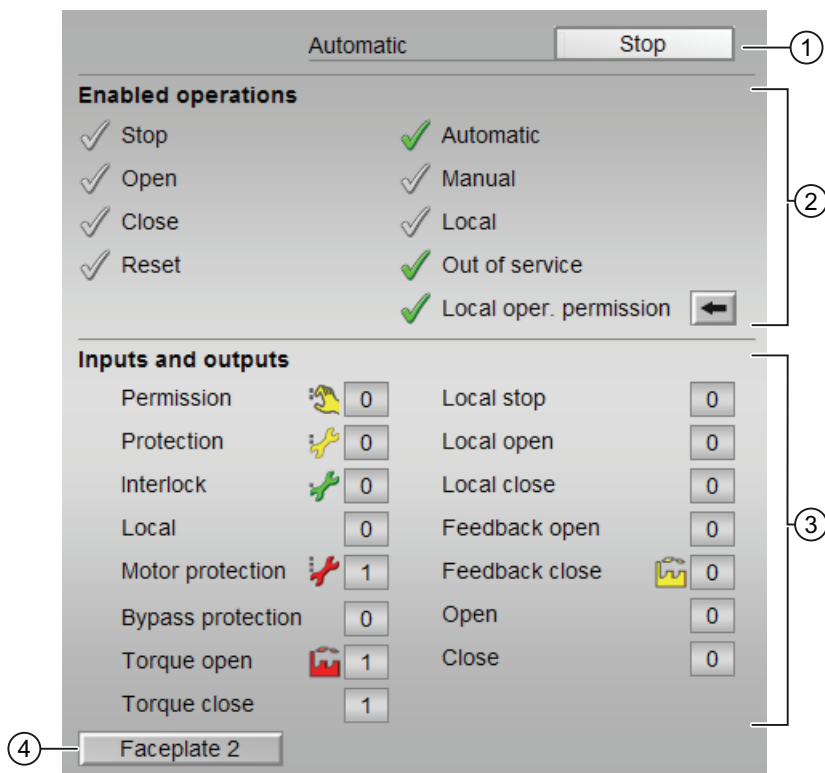 Automatic Stop 1
Enabled operations
Stop Automatic
Open Manual 2
Close Local
Reset Out of service
Local oper. permission
Inputs and outputs
Permission 0 Local stop 0
Protection 0 Local open 0
Interlock 0 Local close 0
Local 0 Feedback open 0 3
Motor protection 1 Feedback close 0
Bypass protection 0 Open 0
Torque open 1 Close 0
Torque close 1
4 Faceplate 2